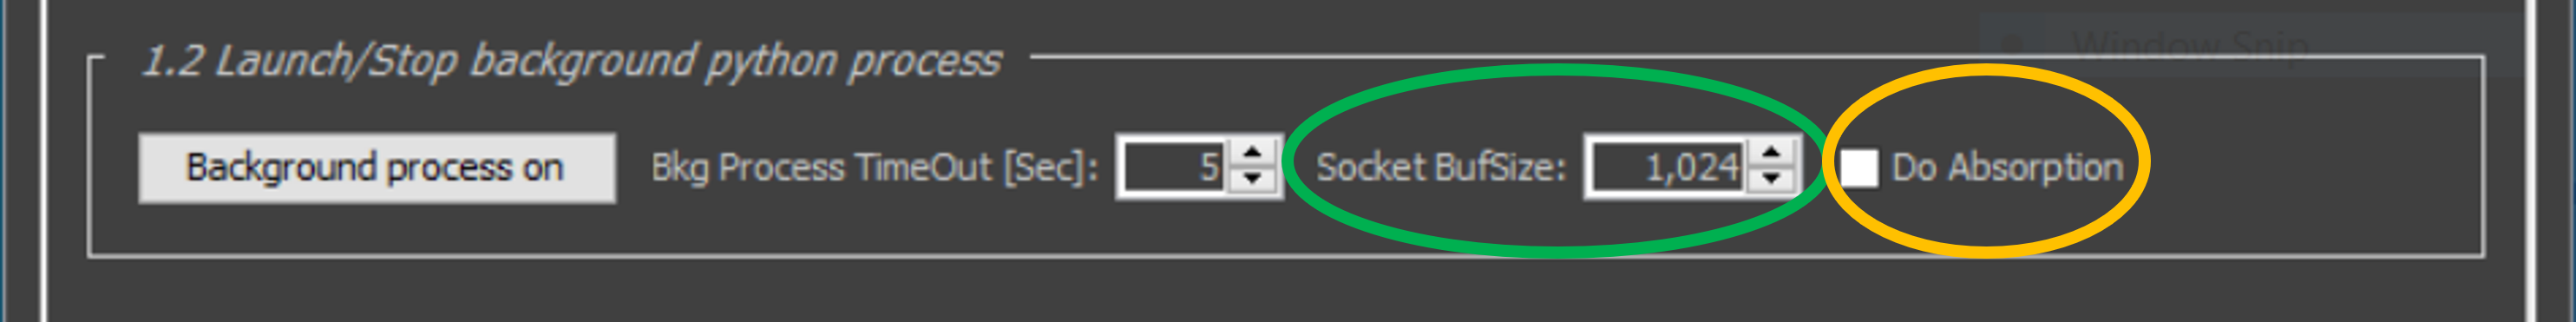 Window Snip
1.2 Launch/Stop background python process
Background process on Bkg Process TimeOut [Sec]: 5 Socket BufSize: 1,024 Do Absorption